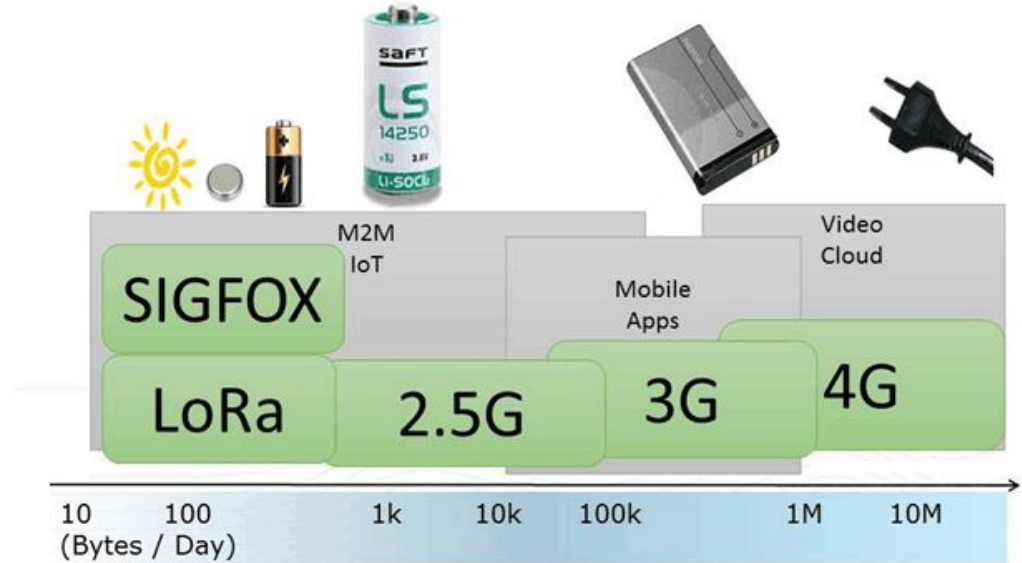 saFT
LS
14250
3.6V
Li-SOCl₂
M2M
IoT
Video
Cloud
SIGFOX
Mobile
Apps
LoRa
2.5G
3G
4G
10 100 1k 10k 100k 1M 10M
(Bytes / Day)